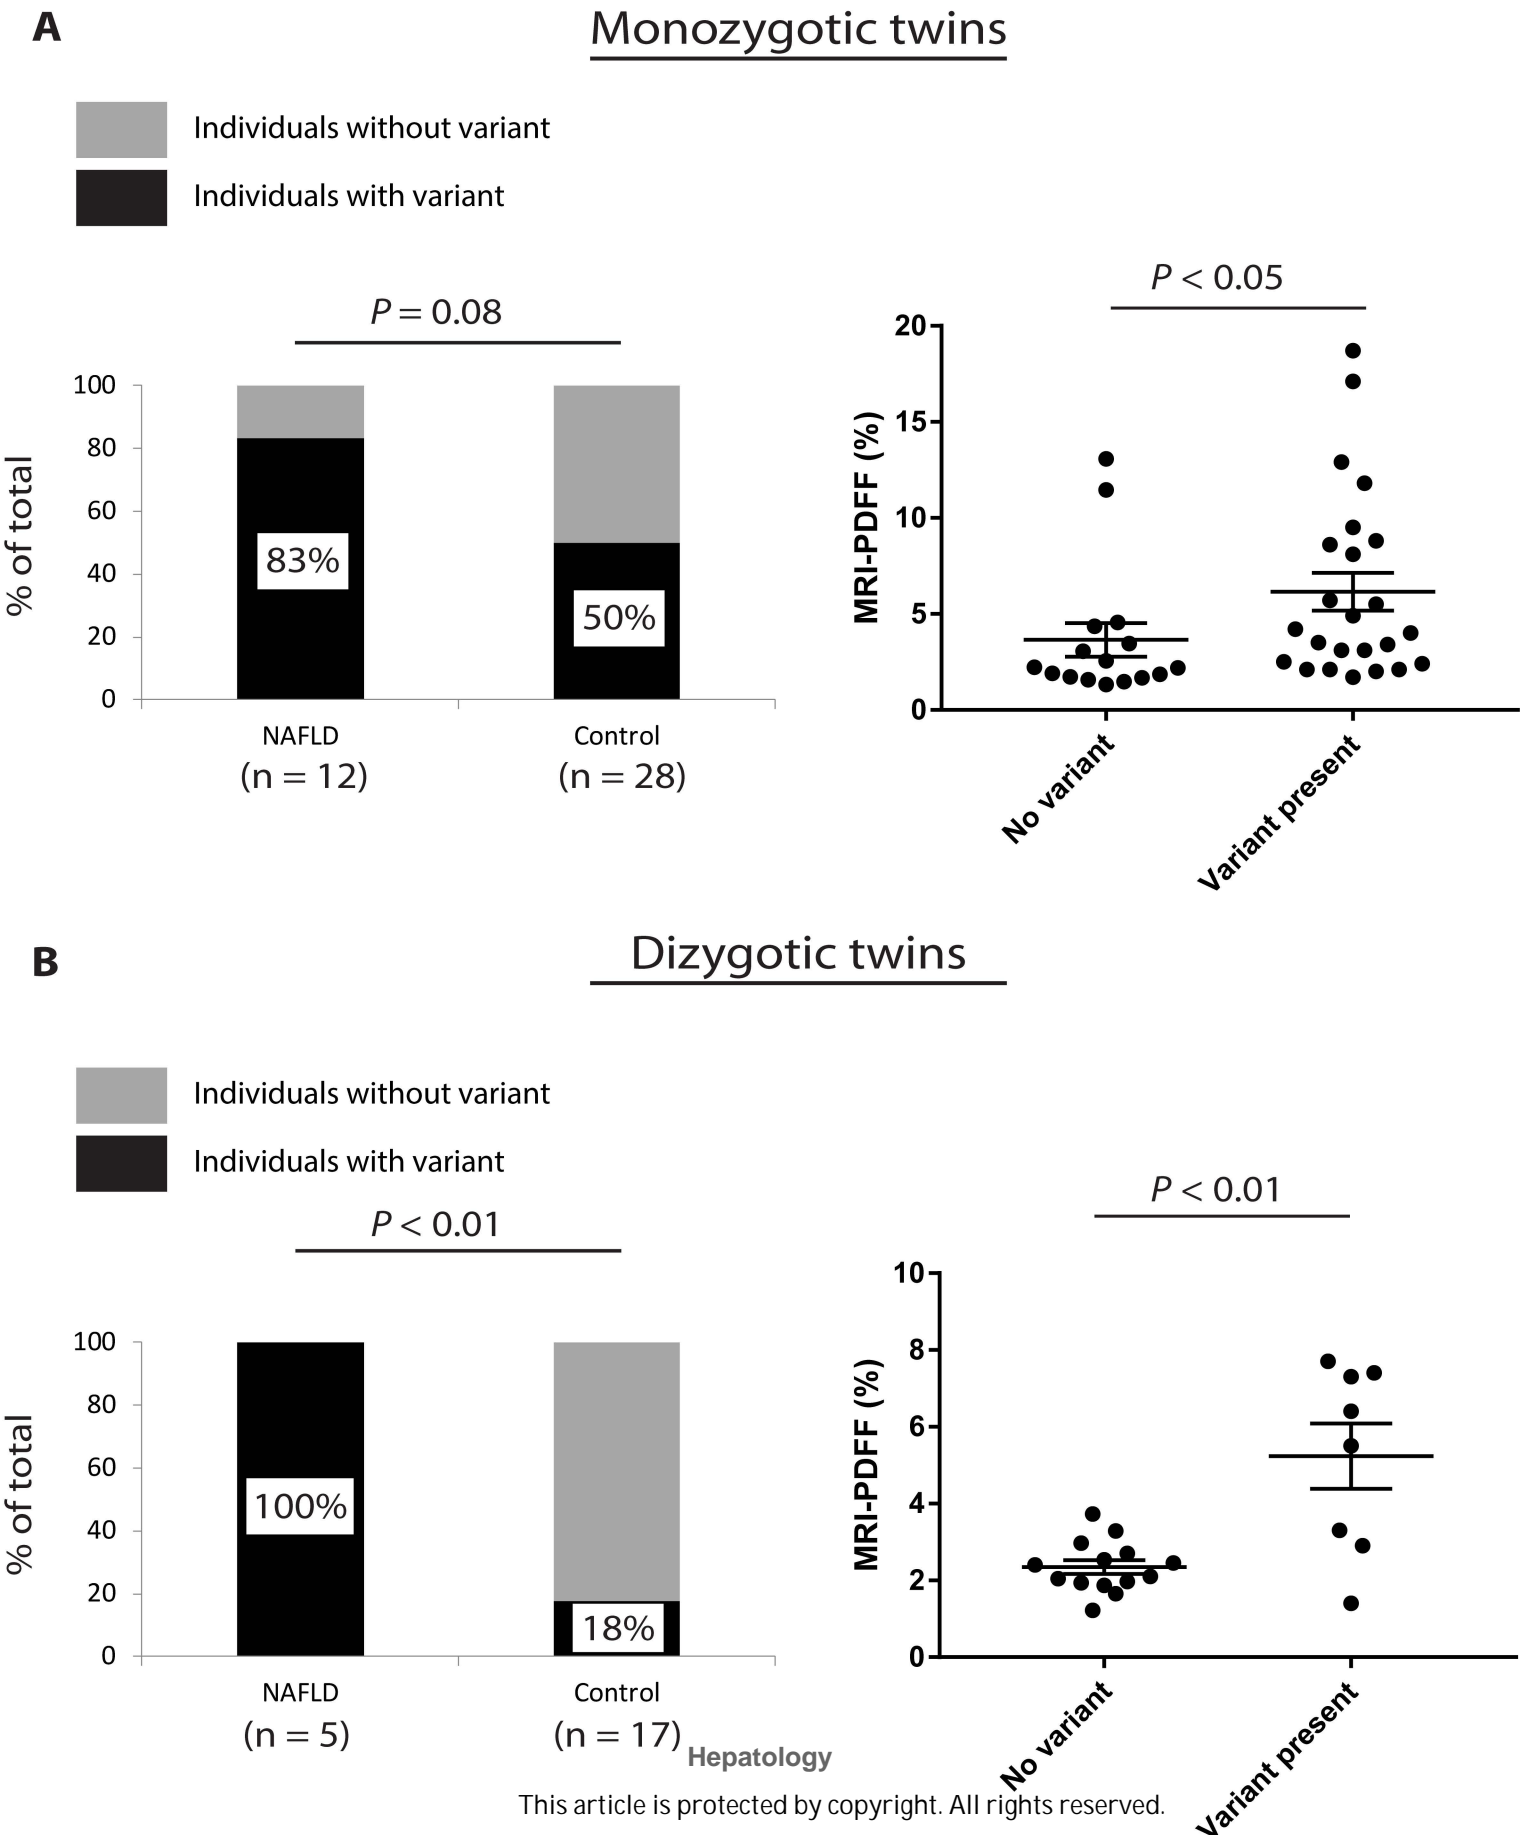 A
Monozygotic twins
Individuals without variant
Individuals with variant
P = 0.08
100
80
60
40
20
0
% of total
83%
50%
NAFLD
(n = 12)
Control
(n = 28)
P < 0.05
20
15
10
5
0
MRI-PDFF (%)
No variant
Variant present
B
Dizygotic twins
Individuals without variant
Individuals with variant
P < 0.01
100
80
60
40
20
0
% of total
100%
18%
NAFLD
(n = 5)
Control
(n = 17)
P < 0.01
10
8
6
4
2
0
MRI-PDFF (%)
No variant
Variant present
Hepatology
This article is protected by copyright. All rights reserved.